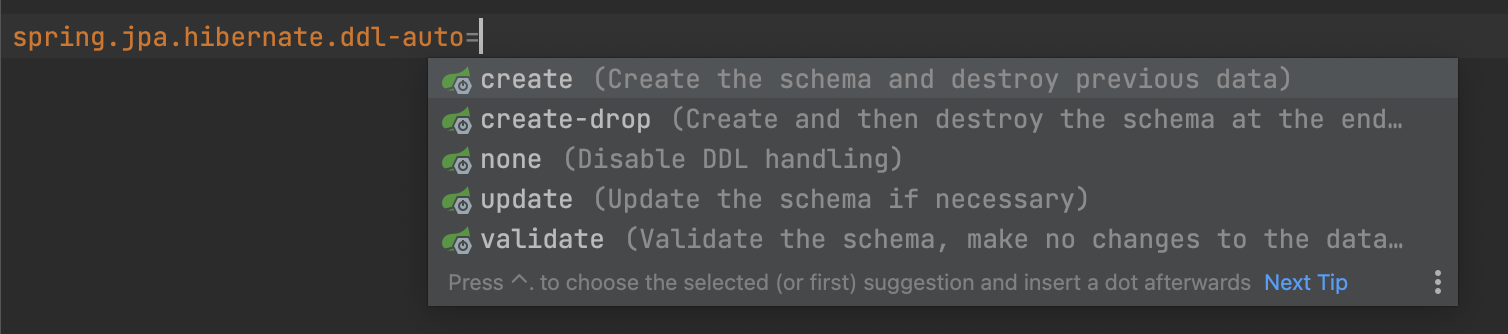 spring.jpa.hibernate.ddl-auto=
create (Create the schema and destroy previous data)
create-drop (Create and then destroy the schema at the end…
none (Disable DDL handling)
update (Update the schema if necessary)
validate (Validate the schema, make no changes to the data…
Press ^. to choose the selected (or first) suggestion and insert a dot afterwards Next Tip